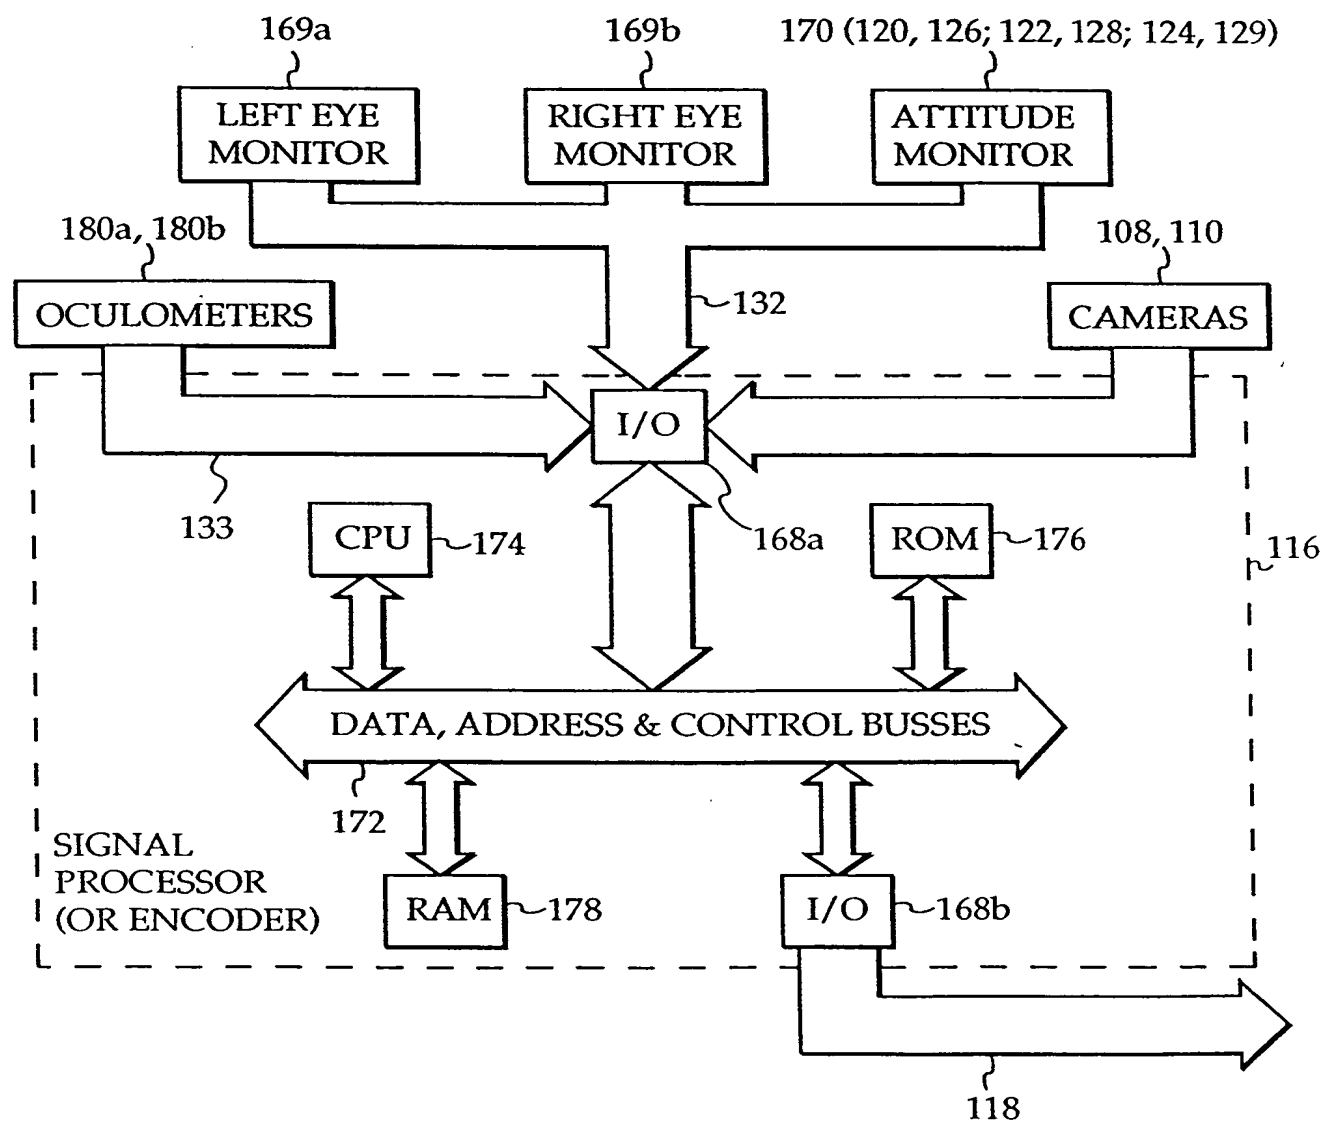 169a
169b
170 (120, 126; 122, 128; 124, 129)
LEFT EYE
MONITOR
RIGHT EYE
MONITOR
ATTITUDE
MONITOR
180a, 180b
108, 110
OCULOMETERS
132
CAMERAS
I/O
133
CPU
174
168a
ROM
176
116
DATA, ADDRESS & CONTROL BUSSES
172
SIGNAL
PROCESSOR
(OR ENCODER)
RAM
178
I/O
168b
118